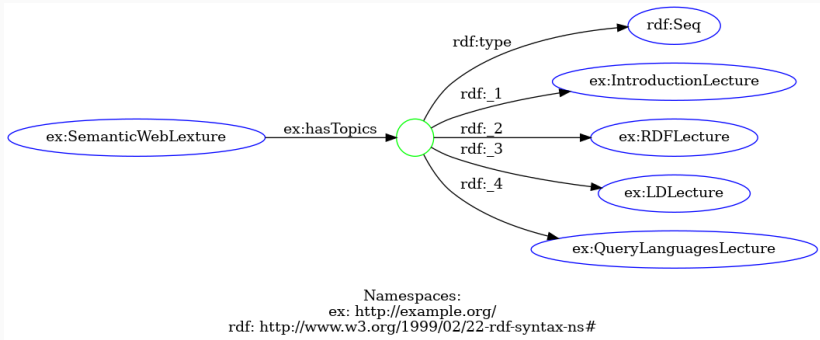 rdf:type
rdf:Seq
rdf:_1
ex:IntroductionLecture
ex:SemanticWebLexture
ex:hasTopics
rdf:_2
ex:RDFLecture
rdf:_3
ex:LDLecture
rdf:_4
ex:QueryLanguagesLecture
Namespaces:
ex: http://example.org/
rdf: http://www.w3.org/1999/02/22-rdf-syntax-ns#